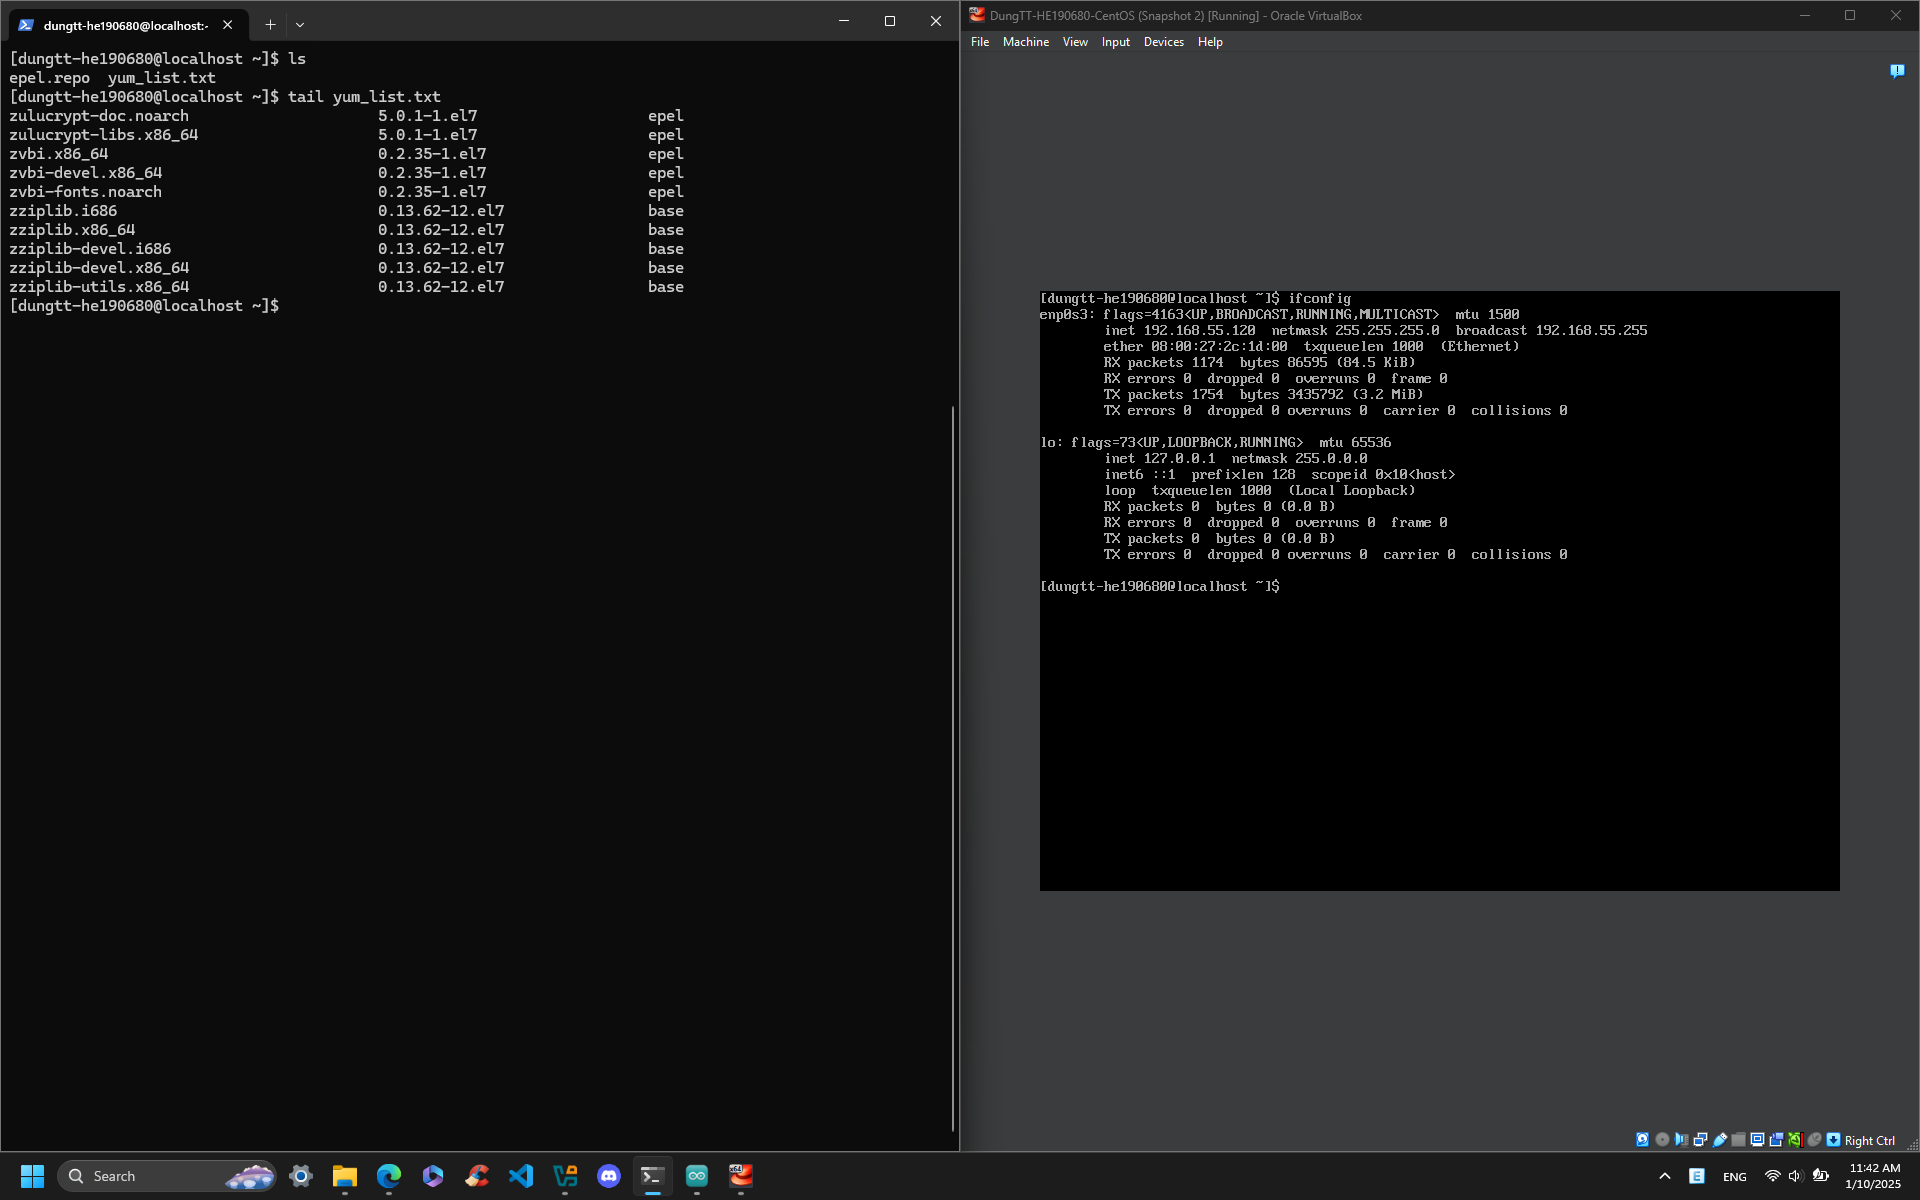 dungtt-he190680@localhost:-
[dungtt-he190680@localhost ~]$ ls
epel.repo  yum_list.txt
[dungtt-he190680@localhost ~]$ tail yum_list.txt
zulucrypt-doc.noarch 5.0.1-1.el7 epel
zulucrypt-libs.x86_64 5.0.1-1.el7 epel
zvbi.x86_64 0.2.35-1.el7 epel
zvbi-devel.x86_64 0.2.35-1.el7 epel
zvbi-fonts.noarch 0.2.35-1.el7 epel
zziplib.i686 0.13.62-12.el7 base
zziplib.x86_64 0.13.62-12.el7 base
zziplib-devel.i686 0.13.62-12.el7 base
zziplib-devel.x86_64 0.13.62-12.el7 base
zziplib-utils.x86_64 0.13.62-12.el7 base
[dungtt-he190680@localhost ~]$
DungTT-HE190680-CentOS (Snapshot 2) [Running] - Oracle VirtualBox
File Machine View Input Devices Help
[dungtt-he190680@localhost ~]$ ifconfig
enp0s3: flags=4163<UP,BROADCAST,RUNNING,MULTICAST>  mtu 1500
inet 192.168.55.120  netmask 255.255.255.0  broadcast 192.168.55.255
ether 08:00:27:2c:1d:00  txqueuelen 1000  (Ethernet)
RX packets 1174  bytes 86595 (84.5 KiB)
RX errors 0  dropped 0  overruns 0  frame 0
TX packets 1754  bytes 3435792 (3.2 MiB)
TX errors 0  dropped 0 overruns 0  carrier 0  collisions 0
lo: flags=73<UP,LOOPBACK,RUNNING>  mtu 65536
inet 127.0.0.1  netmask 255.0.0.0
inet6 ::1  prefixlen 128  scopeid 0x10<host>
loop  txqueuelen 1000  (Local Loopback)
RX packets 0  bytes 0 (0.0 B)
RX errors 0  dropped 0  overruns 0  frame 0
TX packets 0  bytes 0 (0.0 B)
TX errors 0  dropped 0 overruns 0  carrier 0  collisions 0
[dungtt-he190680@localhost ~]$
Right Ctrl
Search
ENG
11:42 AM
1/10/2025